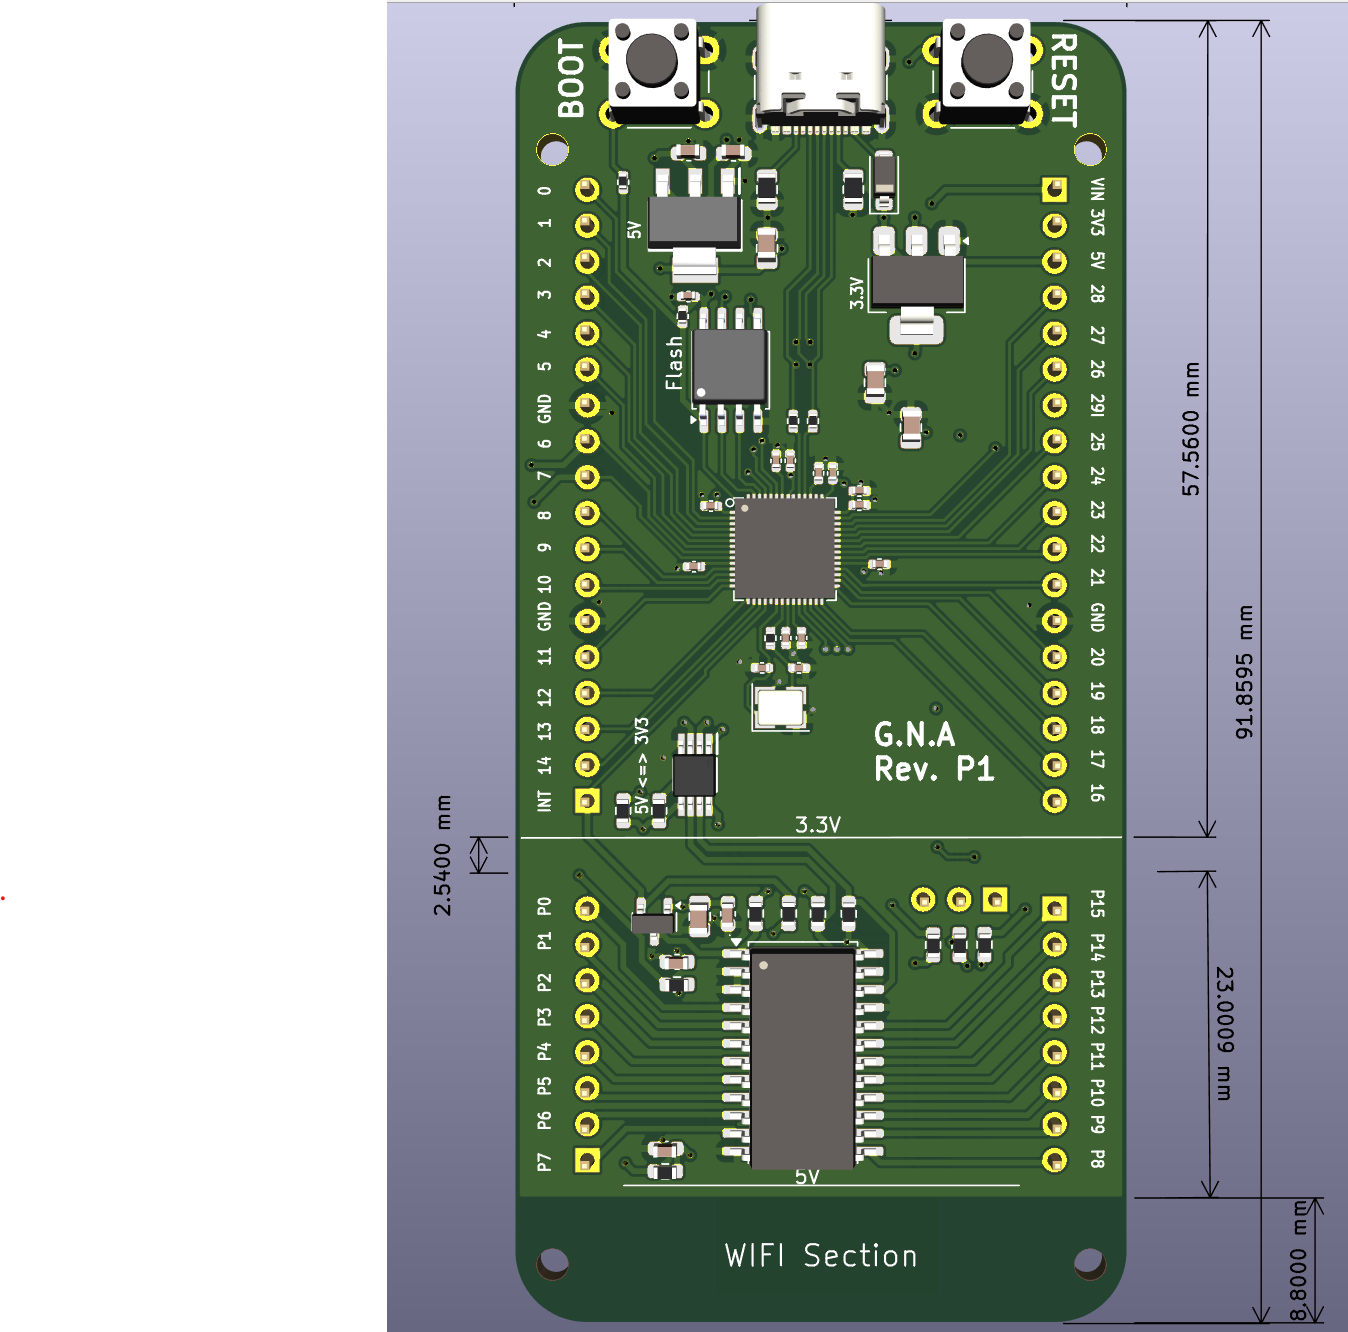 BOOT
RESET
0
1
2
3
4
5
GND
6
7
8
9
10
GND
11
12
13
14
INT
VIN
3V3
5V
28
27
26
29I
25
24
23
22
21
GND
20
19
18
17
16
5V
3.3V
Flash
5V <=> 3V3
G.N.A
Rev. P1
3.3V
P0
P1
P2
P3
P4
P5
P6
P7
P15
P14
P13
P12
P11
P10
P9
P8
5V
WIFI Section
57.5600 mm
91.8595 mm
2.5400 mm
23.0009 mm
8.8000 mm